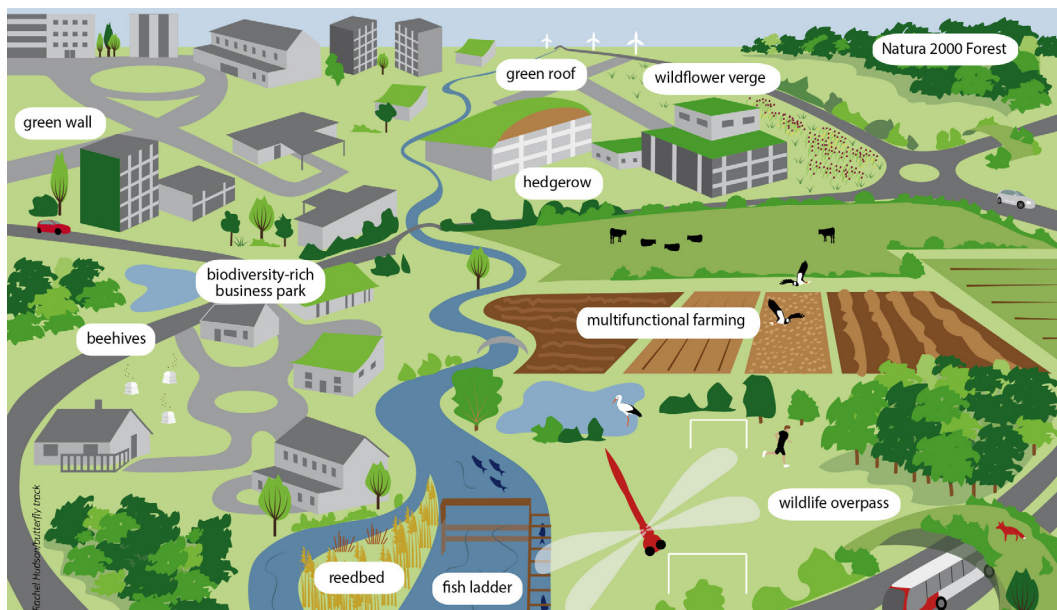 Natura 2000 Forest
green roof
wildflower verge
green wall
hedgerow
biodiversity-rich
business park
multifunctional farming
beehives
wildlife overpass
reedbed
fish ladder
Rachel Hudson/butterfly track